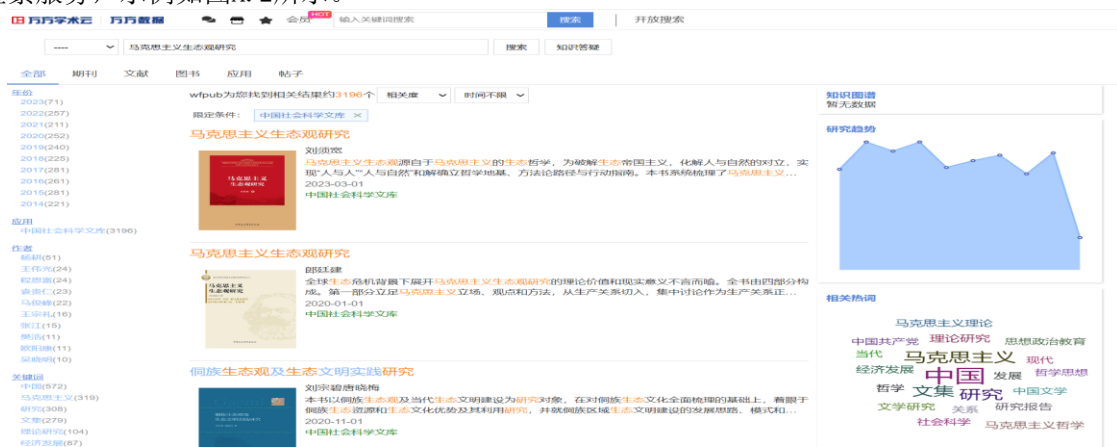 万方学术云 万方数据 会员 HOT 输入关键词搜索 搜索 开放搜索
---- 马克思主义生态观研究 搜索 知识答疑
全部 期刊 文献 图书 应用 帖子
年份
2023(71)
2022(257)
2021(211)
2020(252)
2019(240)
2018(225)
2017(281)
2016(261)
2015(281)
2014(221)
应用
中国社会科学文库(3196)
作者
杨耕(51)
王伟光(24)
程恩富(24)
袁贵仁(23)
马俊峰(22)
王宗礼(16)
张江(15)
樊浩(11)
欧阳康(11)
吴晓明(10)
关键词
中国(572)
马克思主义(319)
研究(308)
文集(279)
理论研究(104)
经济发展(87)
wfpub为您找到相关结果约3196个 相关度 时间不限
限定条件: 中国社会科学文库 ×
马克思主义生态观研究
刘须宽
马克思主义生态观源自于马克思主义的生态哲学,为破解生态帝国主义,化解人与自然的对立,实
现“人与人”“人与自然”和解确立哲学地基、方法论路径与行动指南。本书系统梳理了马克思主义...
2023-03-01
中国社会科学文库
马克思主义生态观研究
郎廷建
全球生态危机背景下展开马克思主义生态观研究的理论价值和现实意义不言而喻。全书由四部分构
成。第一部分立足马克思主义立场、观点和方法,从生产关系切入,集中讨论作为生产关系正...
2020-01-01
中国社会科学文库
侗族生态观及生态文明实践研究
刘宗碧唐晓梅
本书以侗族生态观及当代生态文明建设为研究对象,在对侗族生态文化全面梳理的基础上,着眼于
侗族生态资源和生态文化优势及其利用研究,并就侗族区域生态文明建设的发展思路、模式和...
2020-11-01
中国社会科学文库
知识图谱
暂无数据
研究趋势
相关热词
马克思主义理论
中国共产党 理论研究 思想政治教育
当代 马克思主义 现代
经济发展 中国 发展 哲学思想
哲学 文集 研究 中国文学
文学研究 关系 研究报告
社会科学 马克思主义哲学